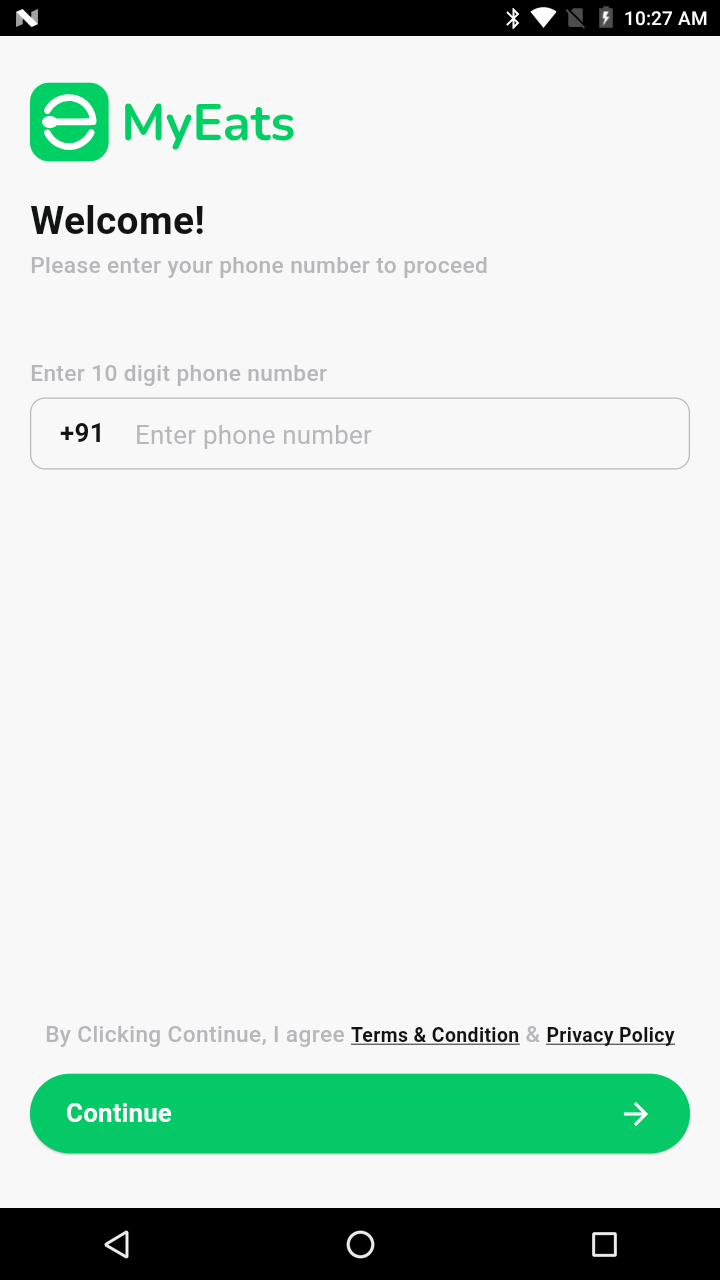 10:27 AM
MyEats
Welcome!
Please enter your phone number to proceed
Enter 10 digit phone number
+91 Enter phone number
By Clicking Continue, I agree Terms & Condition & Privacy Policy
Continue